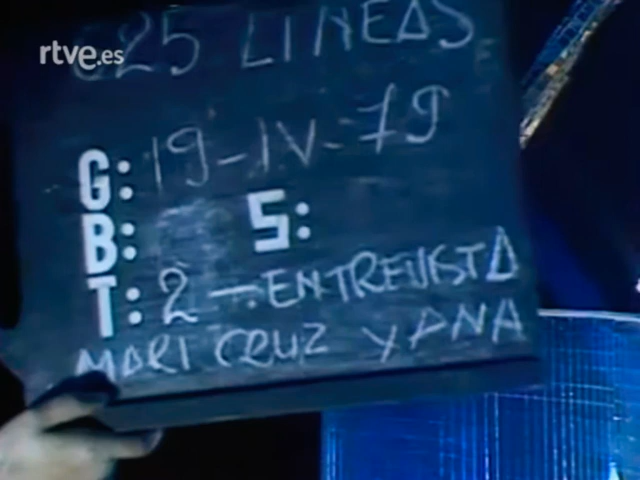 rtve.es
625 LINEAS
G: 19-IV-79
B: S:
T: 2-ENTREVISTA
MARI CRUZ Y ANA